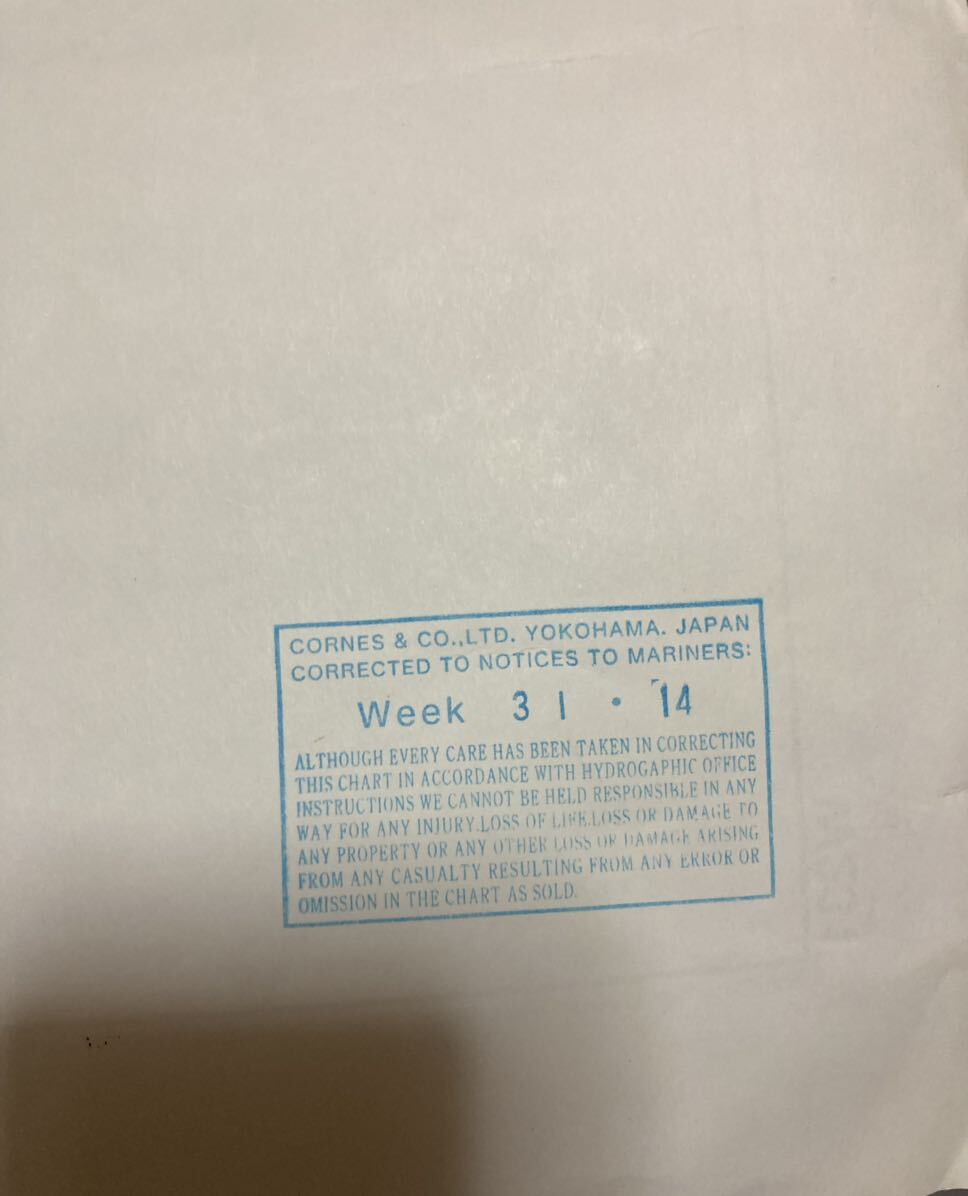 CORNES & CO.,LTD. YOKOHAMA. JAPAN
CORRECTED TO NOTICES TO MARINERS:
Week 31 · '14
ALTHOUGH EVERY CARE HAS BEEN TAKEN IN CORRECTING
THIS CHART IN ACCORDANCE WITH HYDROGAPHIC OFFICE
INSTRUCTIONS WE CANNOT BE HELD RESPONSIBLE IN ANY
WAY FOR ANY INJURY.LOSS OF LIFE.LOSS OR DAMAGE TO
ANY PROPERTY OR ANY OTHER LOSS OR DAMAGE ARISING
FROM ANY CASUALTY RESULTING FROM ANY ERROR OR
OMISSION IN THE CHART AS SOLD.